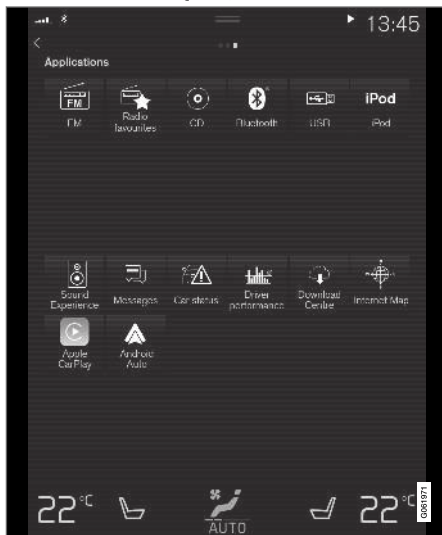 13:45
Applications
FM
iPod
FM
Radio
favourites
CD
Bluetooth
USB
iPod
Sound
Experience
Messages
Car status
Driver
performance
Download
Centre
Internet Map
Apple
CarPlay
Android
Auto
22°C
AUTO
22°C
G061971